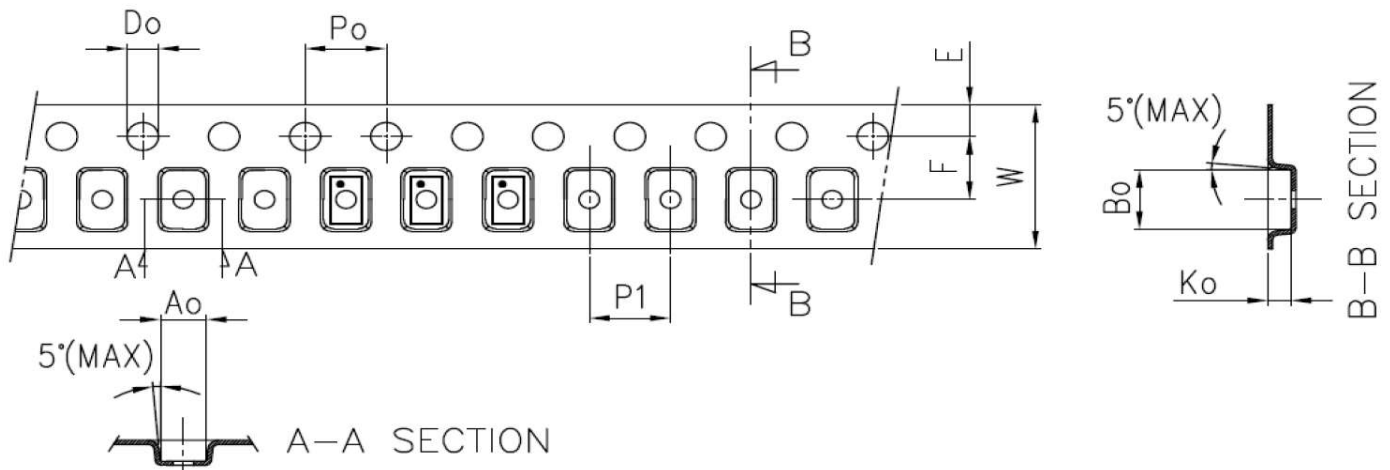 Do
Po
B
E
F
W
A
A
P1
B
Ao
5°(MAX)
A-A SECTION
5°(MAX)
Bo
Ko
B-B SECTION